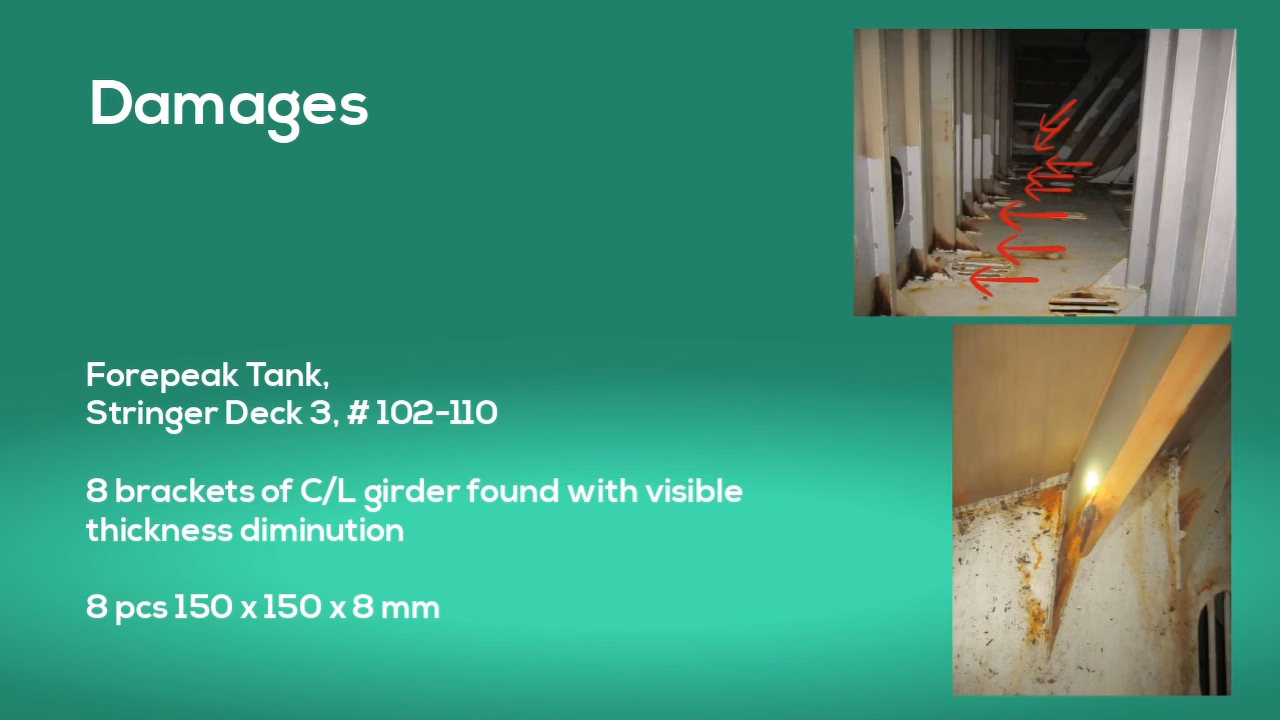 Damages
Forepeak Tank,
Stringer Deck 3, # 102-110
8 brackets of C/L girder found with visible
thickness diminution
8 pcs 150 x 150 x 8 mm